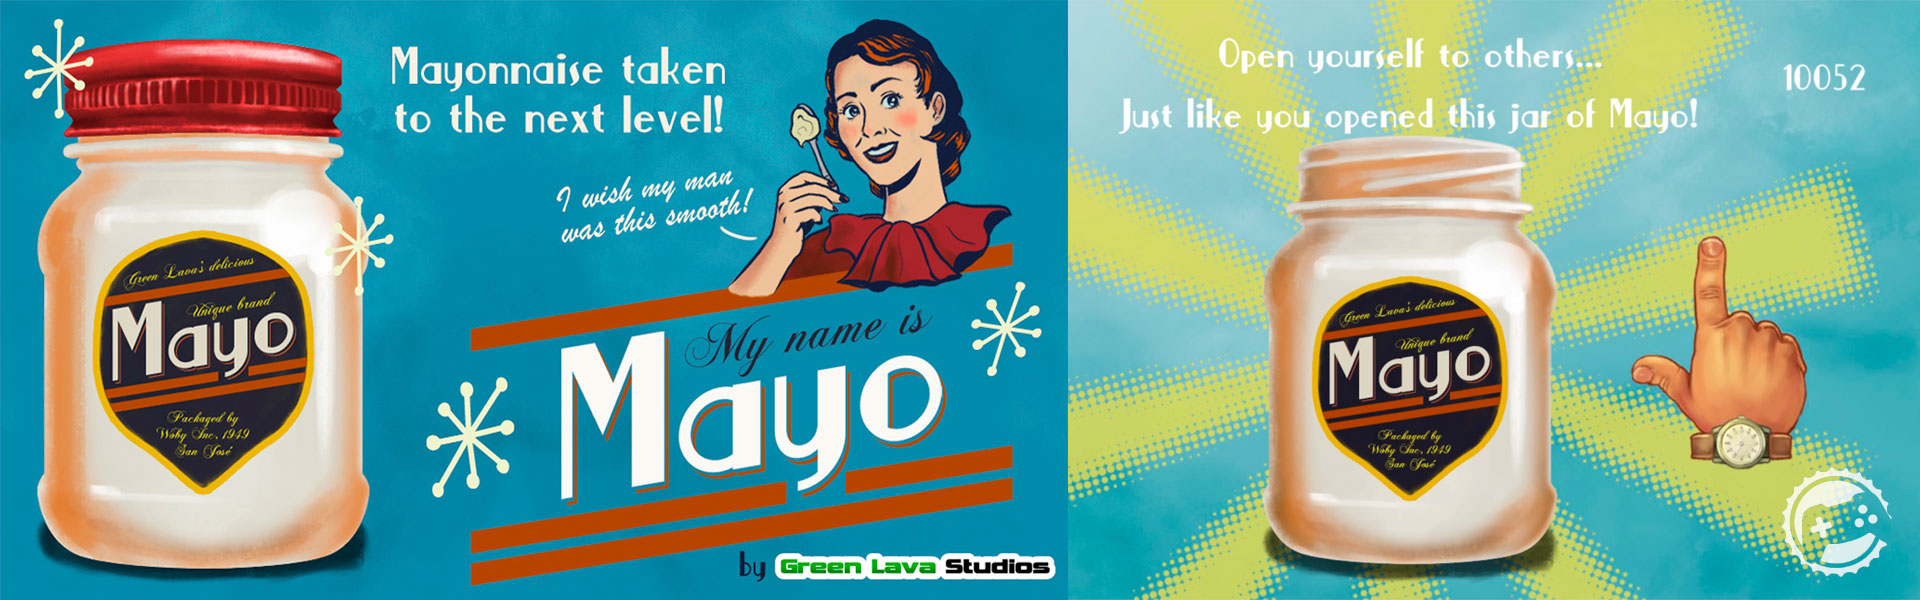 Mayonnaise taken
to the next level!
I wish my man
was this smooth!
Green Lava's delicious
Unique brand
Mayo
Packaged by
Woby Inc, 1949
San José
My name is
Mayo
by Green Lava Studios
Open yourself to others...
Just like you opened this jar of Mayo!
10052
Green Lava's delicious
Unique brand
Mayo
Packaged by
Woby Inc, 1949
San José